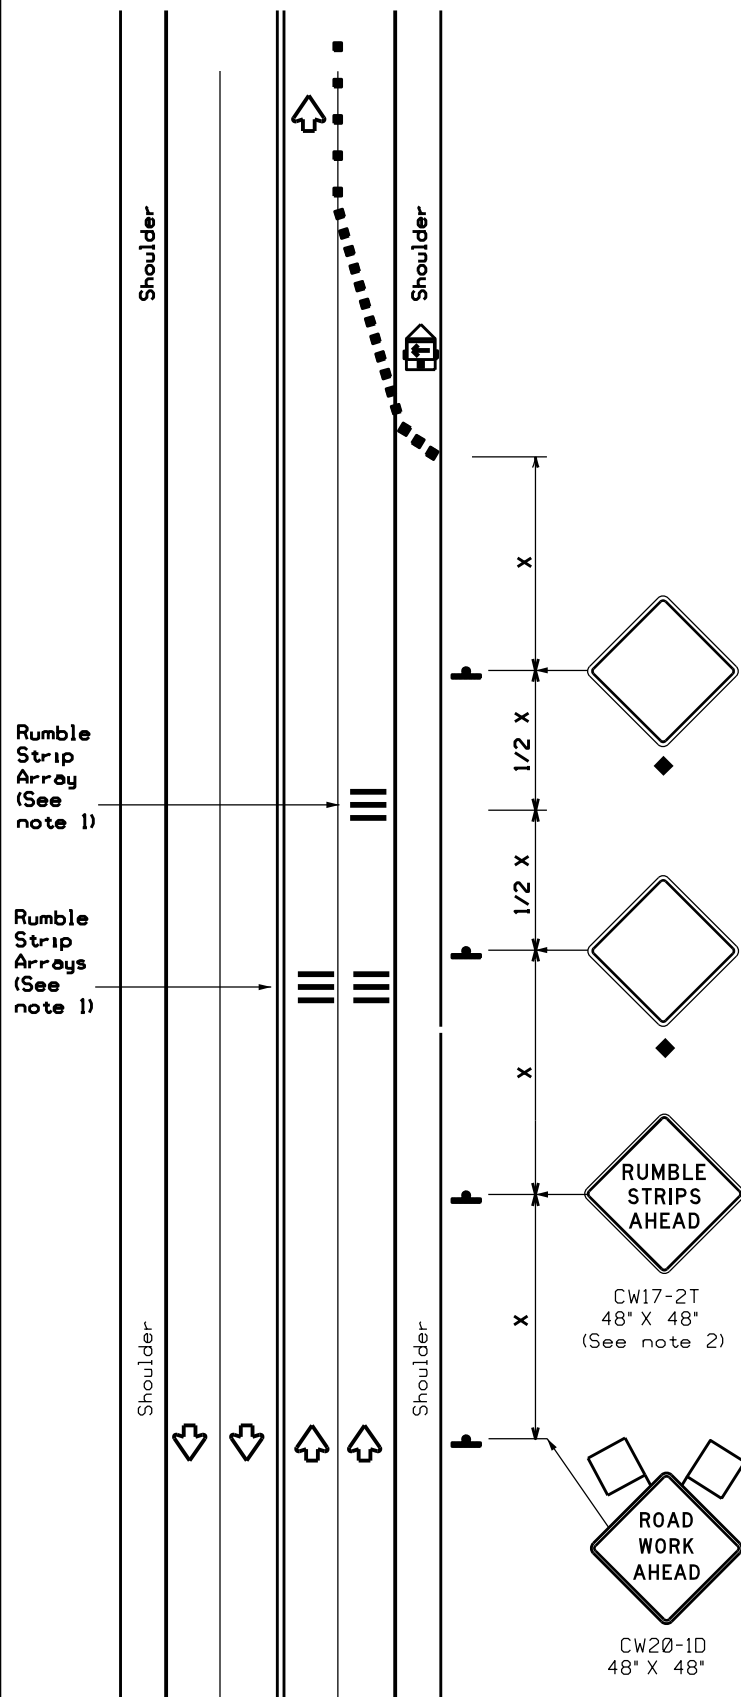 Shoulder
Shoulder
X
1/2 X
Rumble
Strip
Array
(See
note 1)
1/2 X
Rumble
Strip
Arrays
(See
note 1)
X
RUMBLE
STRIPS
AHEAD
CW17-2T
48" X 48"
(See note 2)
X
Shoulder
Shoulder
ROAD
WORK
AHEAD
CW20-1D
48" X 48"